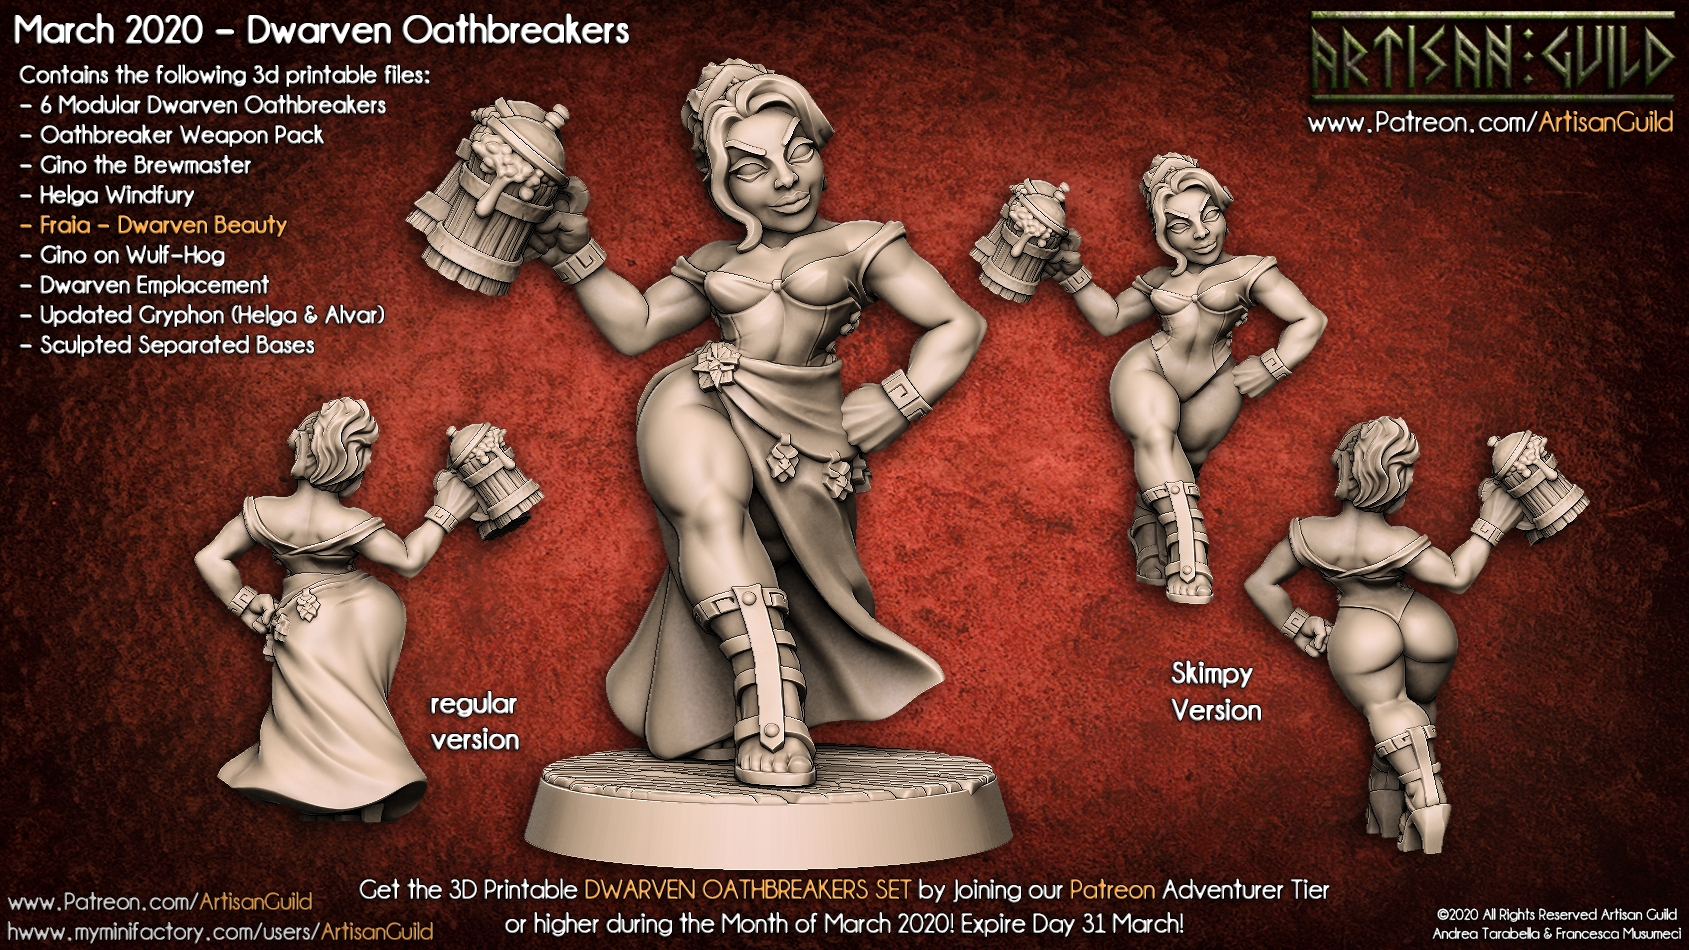 March 2020 - Dwarven Oathbreakers
Contains the following 3d printable files:
- 6 Modular Dwarven Oathbreakers
- Oathbreaker Weapon Pack
- Gino the Brewmaster
- Helga Windfury
- Fraia - Dwarven Beauty
- Gino on Wulf-Hog
- Dwarven Emplacement
- Updated Gryphon (Helga & Alvar)
- Sculpted Separated Bases
ARTISAN:GUILD
www.Patreon.com/ArtisanGuild
regular
version
Skimpy
Version
Get the 3D Printable DWARVEN OATHBREAKERS SET by Joining our Patreon Adventurer Tier
or higher during the Month of March 2020! Expire Day 31 March!
www.Patreon.com/ArtisanGuild
hwww.myminifactory.com/users/ArtisanGuild
©2020 All Rights Reserved Artisan Guild
Andrea Tarabella & Francesca Musumeci